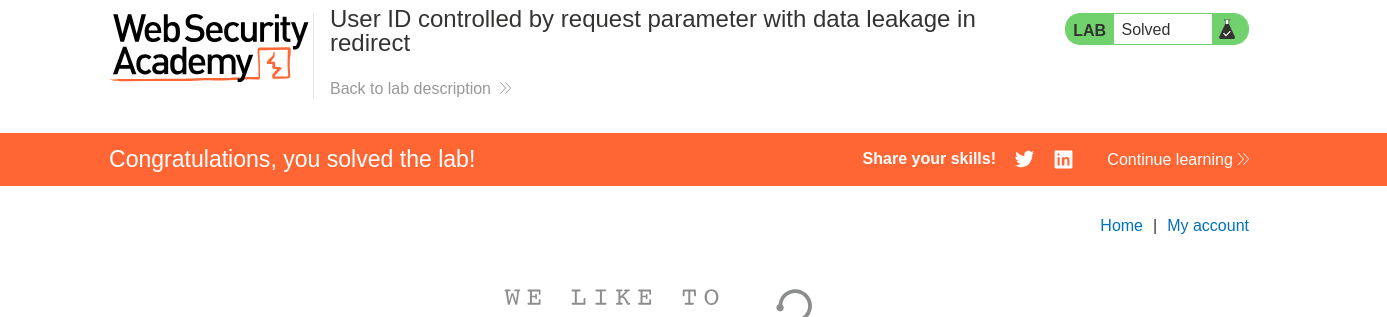 Web Security
Academy
User ID controlled by request parameter with data leakage in
redirect
Back to lab description
LAB Solved
Congratulations, you solved the lab!
Share your skills!
Continue learning
Home | My account
WE LIKE TO